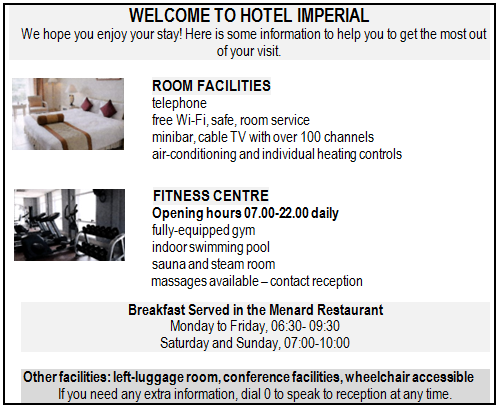 WELCOME TO HOTEL IMPERIAL
We hope you enjoy your stay! Here is some information to help you to get the most out
of your visit.
ROOM FACILITIES
telephone
free Wi-Fi, safe, room service
minibar, cable TV with over 100 channels
air-conditioning and individual heating controls
FITNESS CENTRE
Opening hours 07.00-22.00 daily
fully-equipped gym
indoor swimming pool
sauna and steam room
massages available – contact reception
Breakfast Served in the Menard Restaurant
Monday to Friday, 06:30- 09:30
Saturday and Sunday, 07:00-10:00
Other facilities: left-luggage room, conference facilities, wheelchair accessible
If you need any extra information, dial 0 to speak to reception at any time.